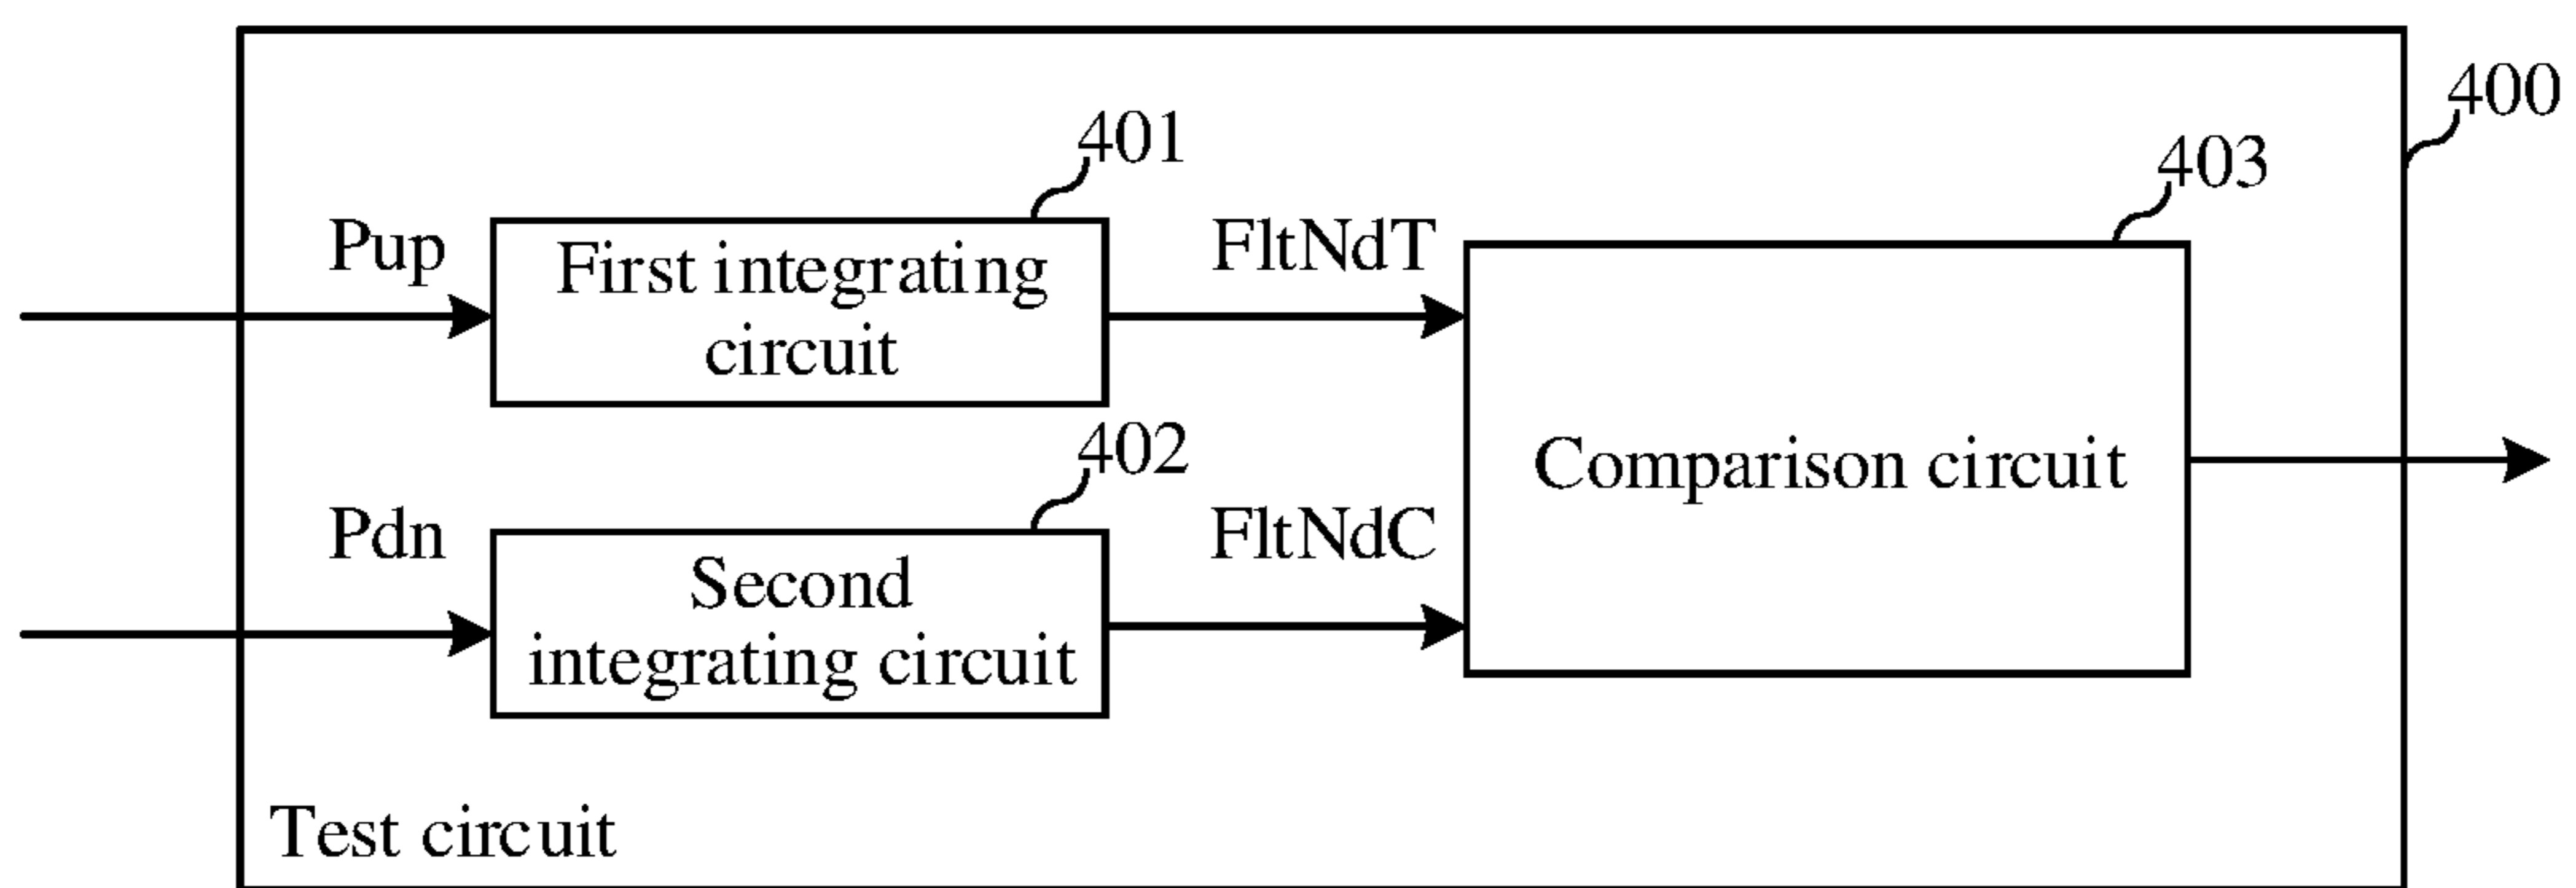 400
401
403
Pup
First integrating
circuit
FltNdT
402
Comparison circuit
Pdn
Second
integrating circuit
FltNdC
Test circuit